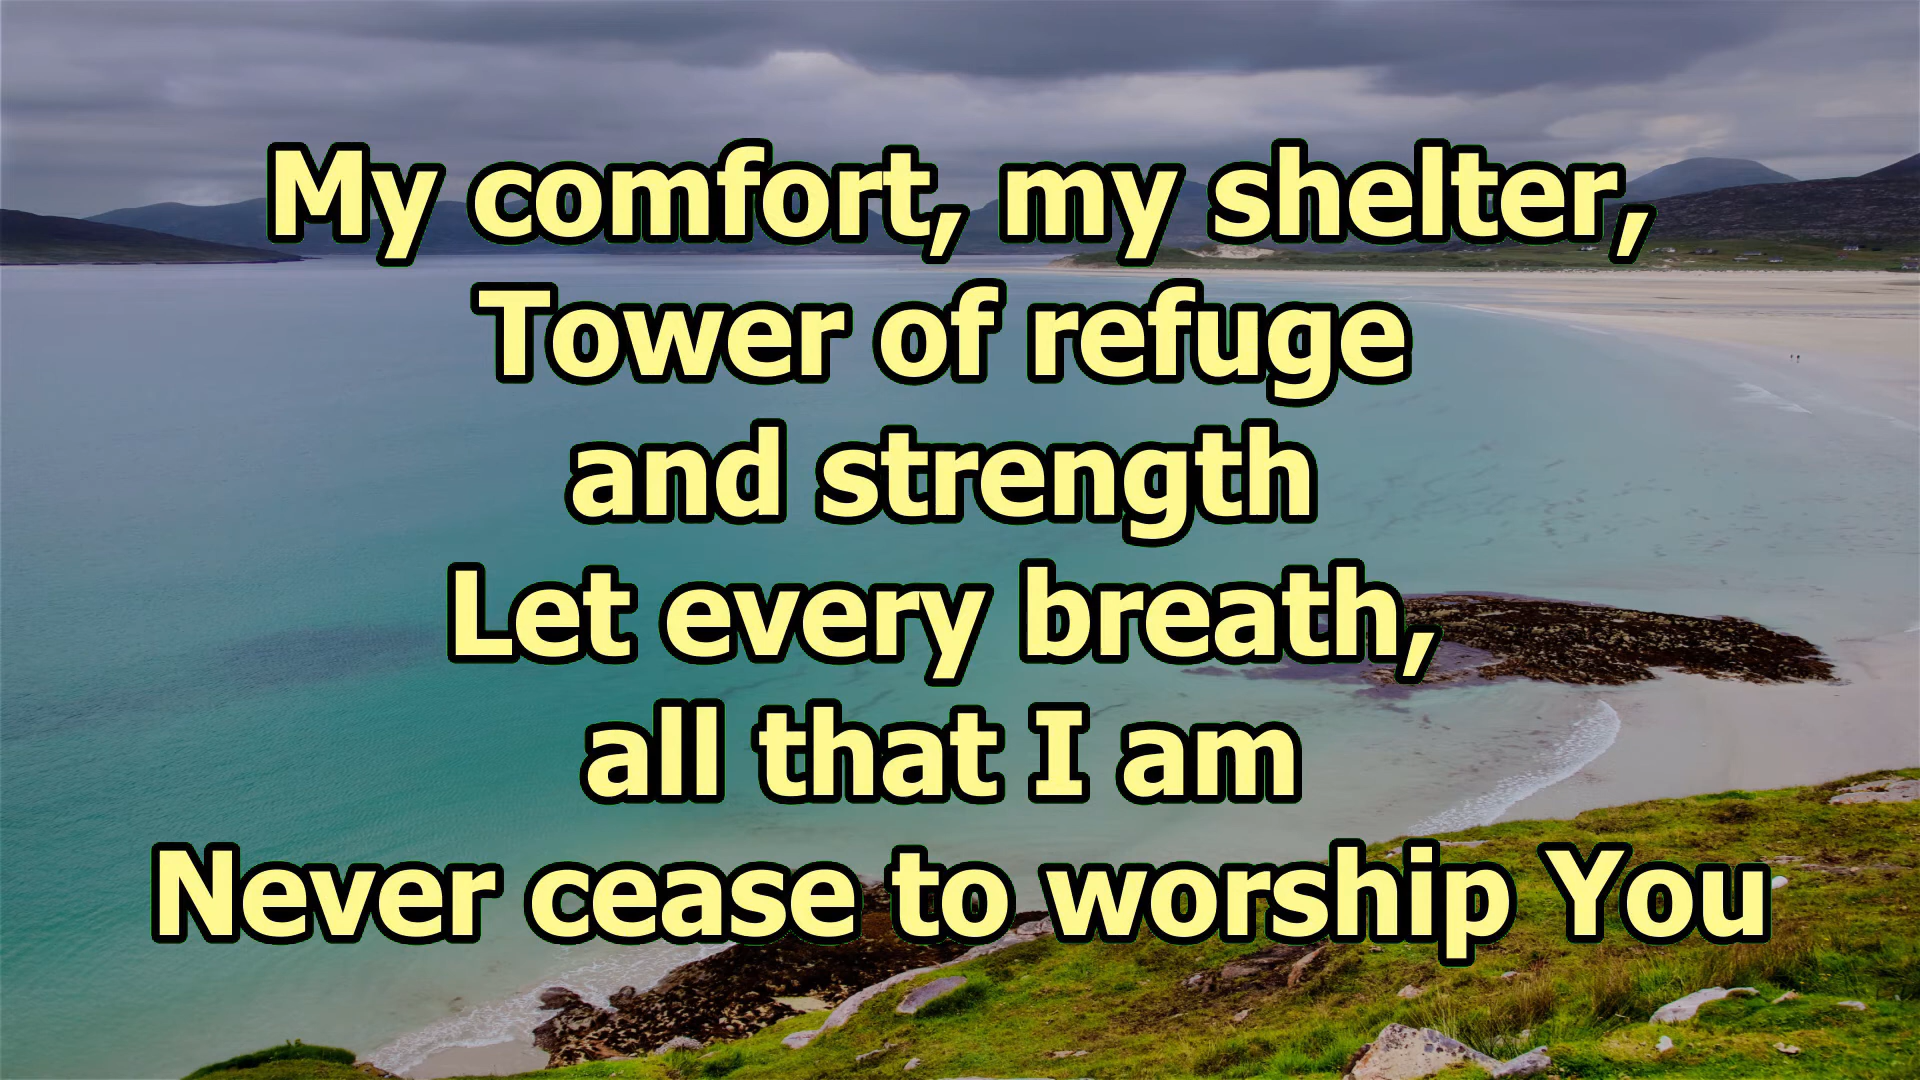 My comfort, my shelter,
Tower of refuge
and strength
Let every breath,
all that I am
Never cease to worship You